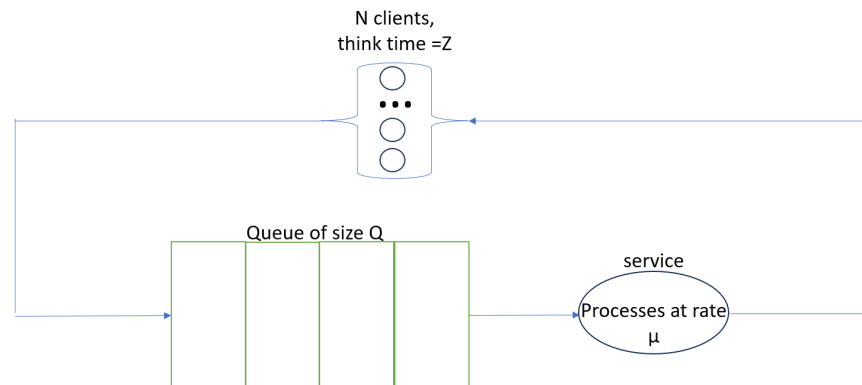 N clients,
think time =Z
Queue of size Q
service
Processes at rate
μ